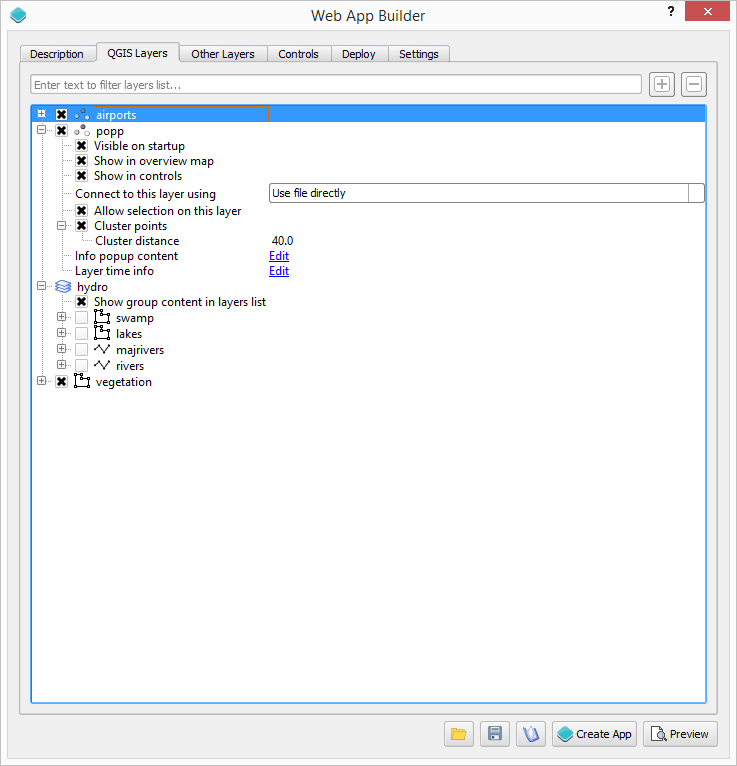 Web App Builder
?
Description QGIS Layers Other Layers Controls Deploy Settings
Enter text to filter layers list...
airports
popp
Visible on startup
Show in overview map
Show in controls
Connect to this layer using Use file directly
Allow selection on this layer
Cluster points
Cluster distance 40.0
Info popup content Edit
Layer time info Edit
hydro
Show group content in layers list
swamp
lakes
majrivers
rivers
vegetation
Create App Preview